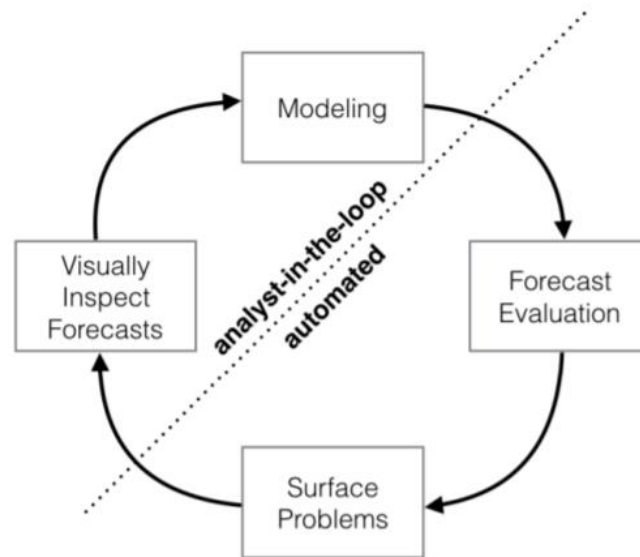 Modeling
analyst-in-the-loop
automated
Visually
Inspect
Forecasts
Forecast
Evaluation
Surface
Problems